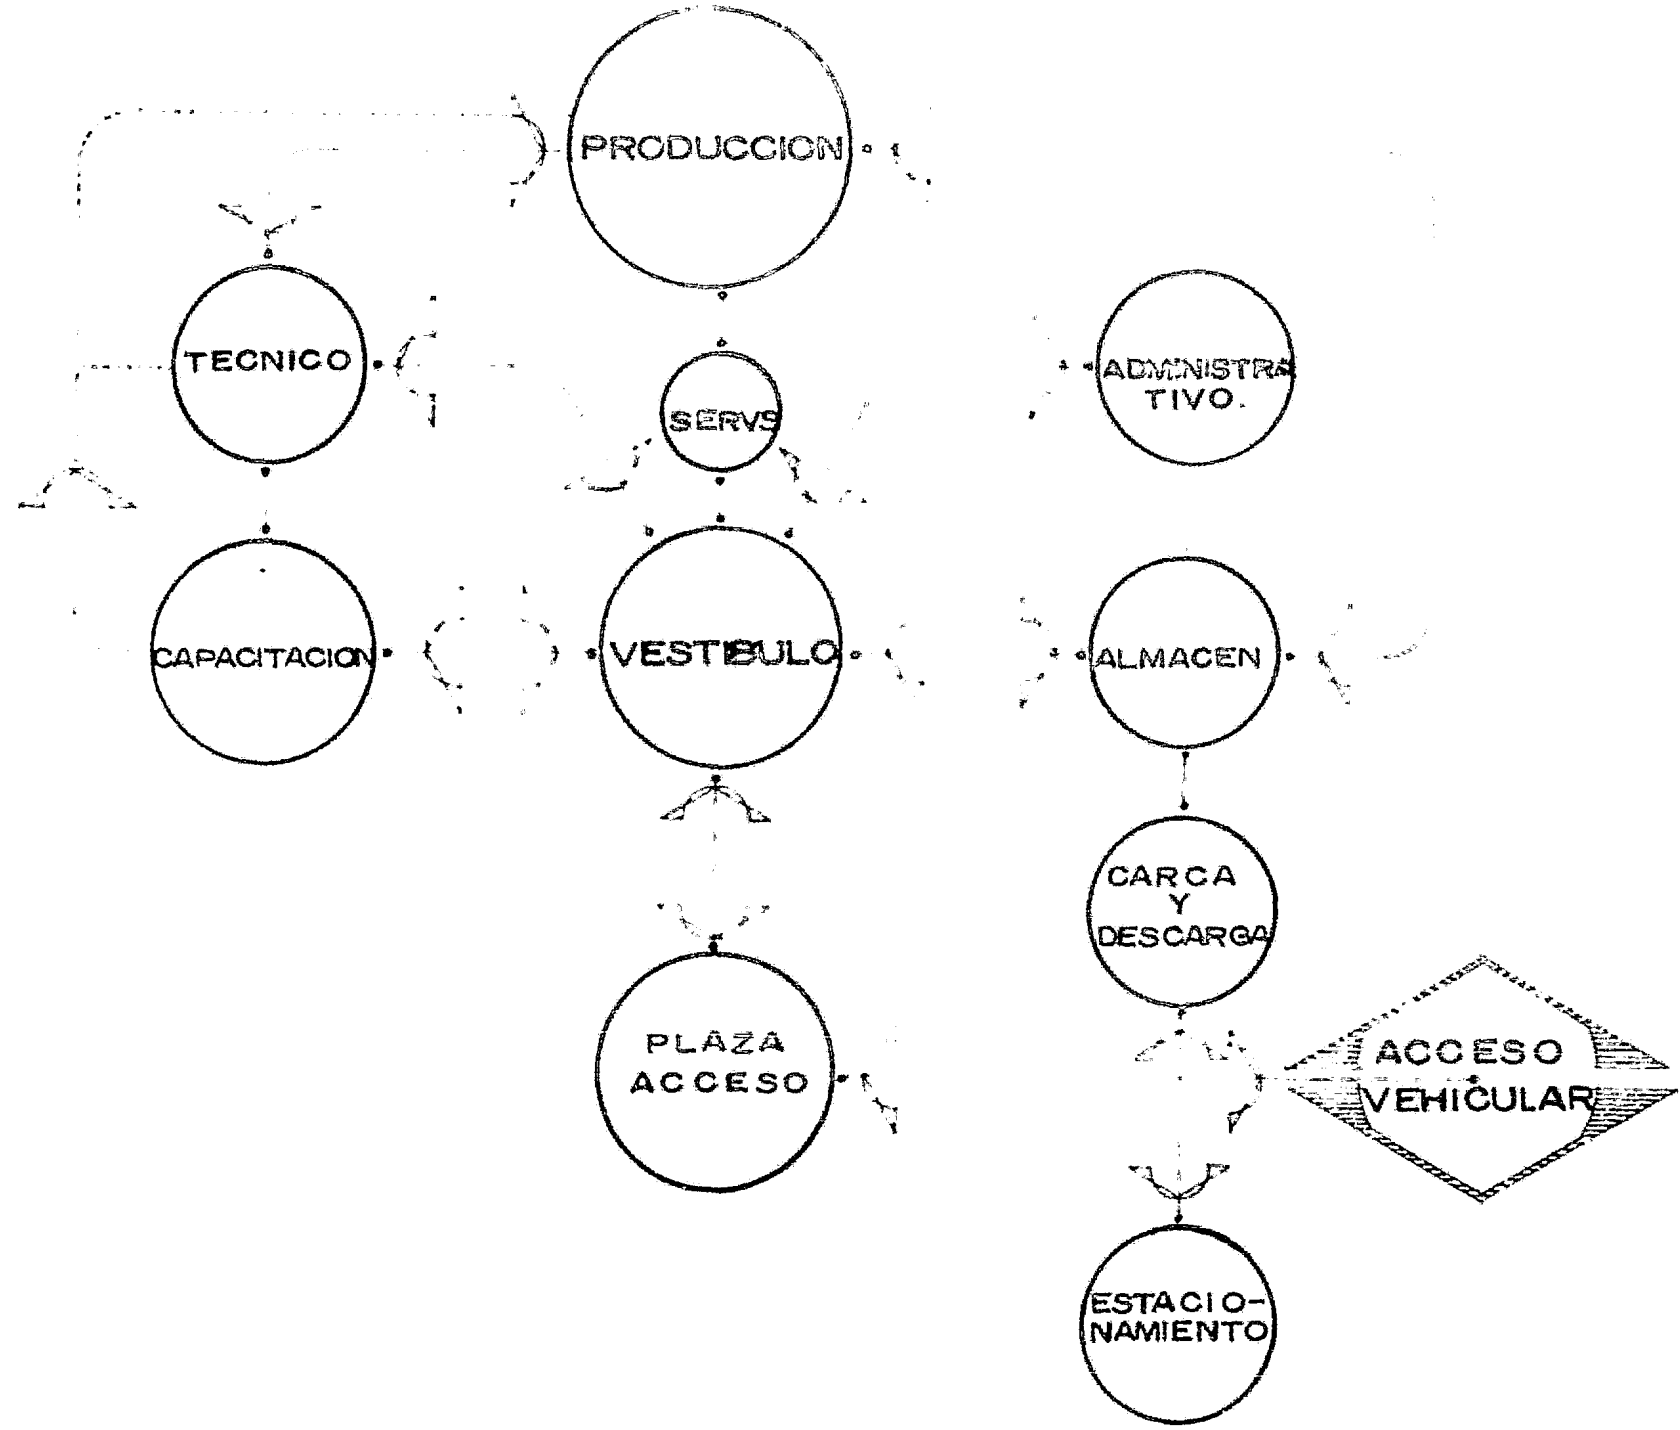 PRODUCCION
TECNICO
SERVS
ADMINISTRA
TIVO.
CAPACITACION
VESTIBULO
ALMACEN
CARCA
Y
DESCARGA
PLAZA
ACCESO
ACCESO
VEHICULAR
ESTACIO-
NAMIENTO